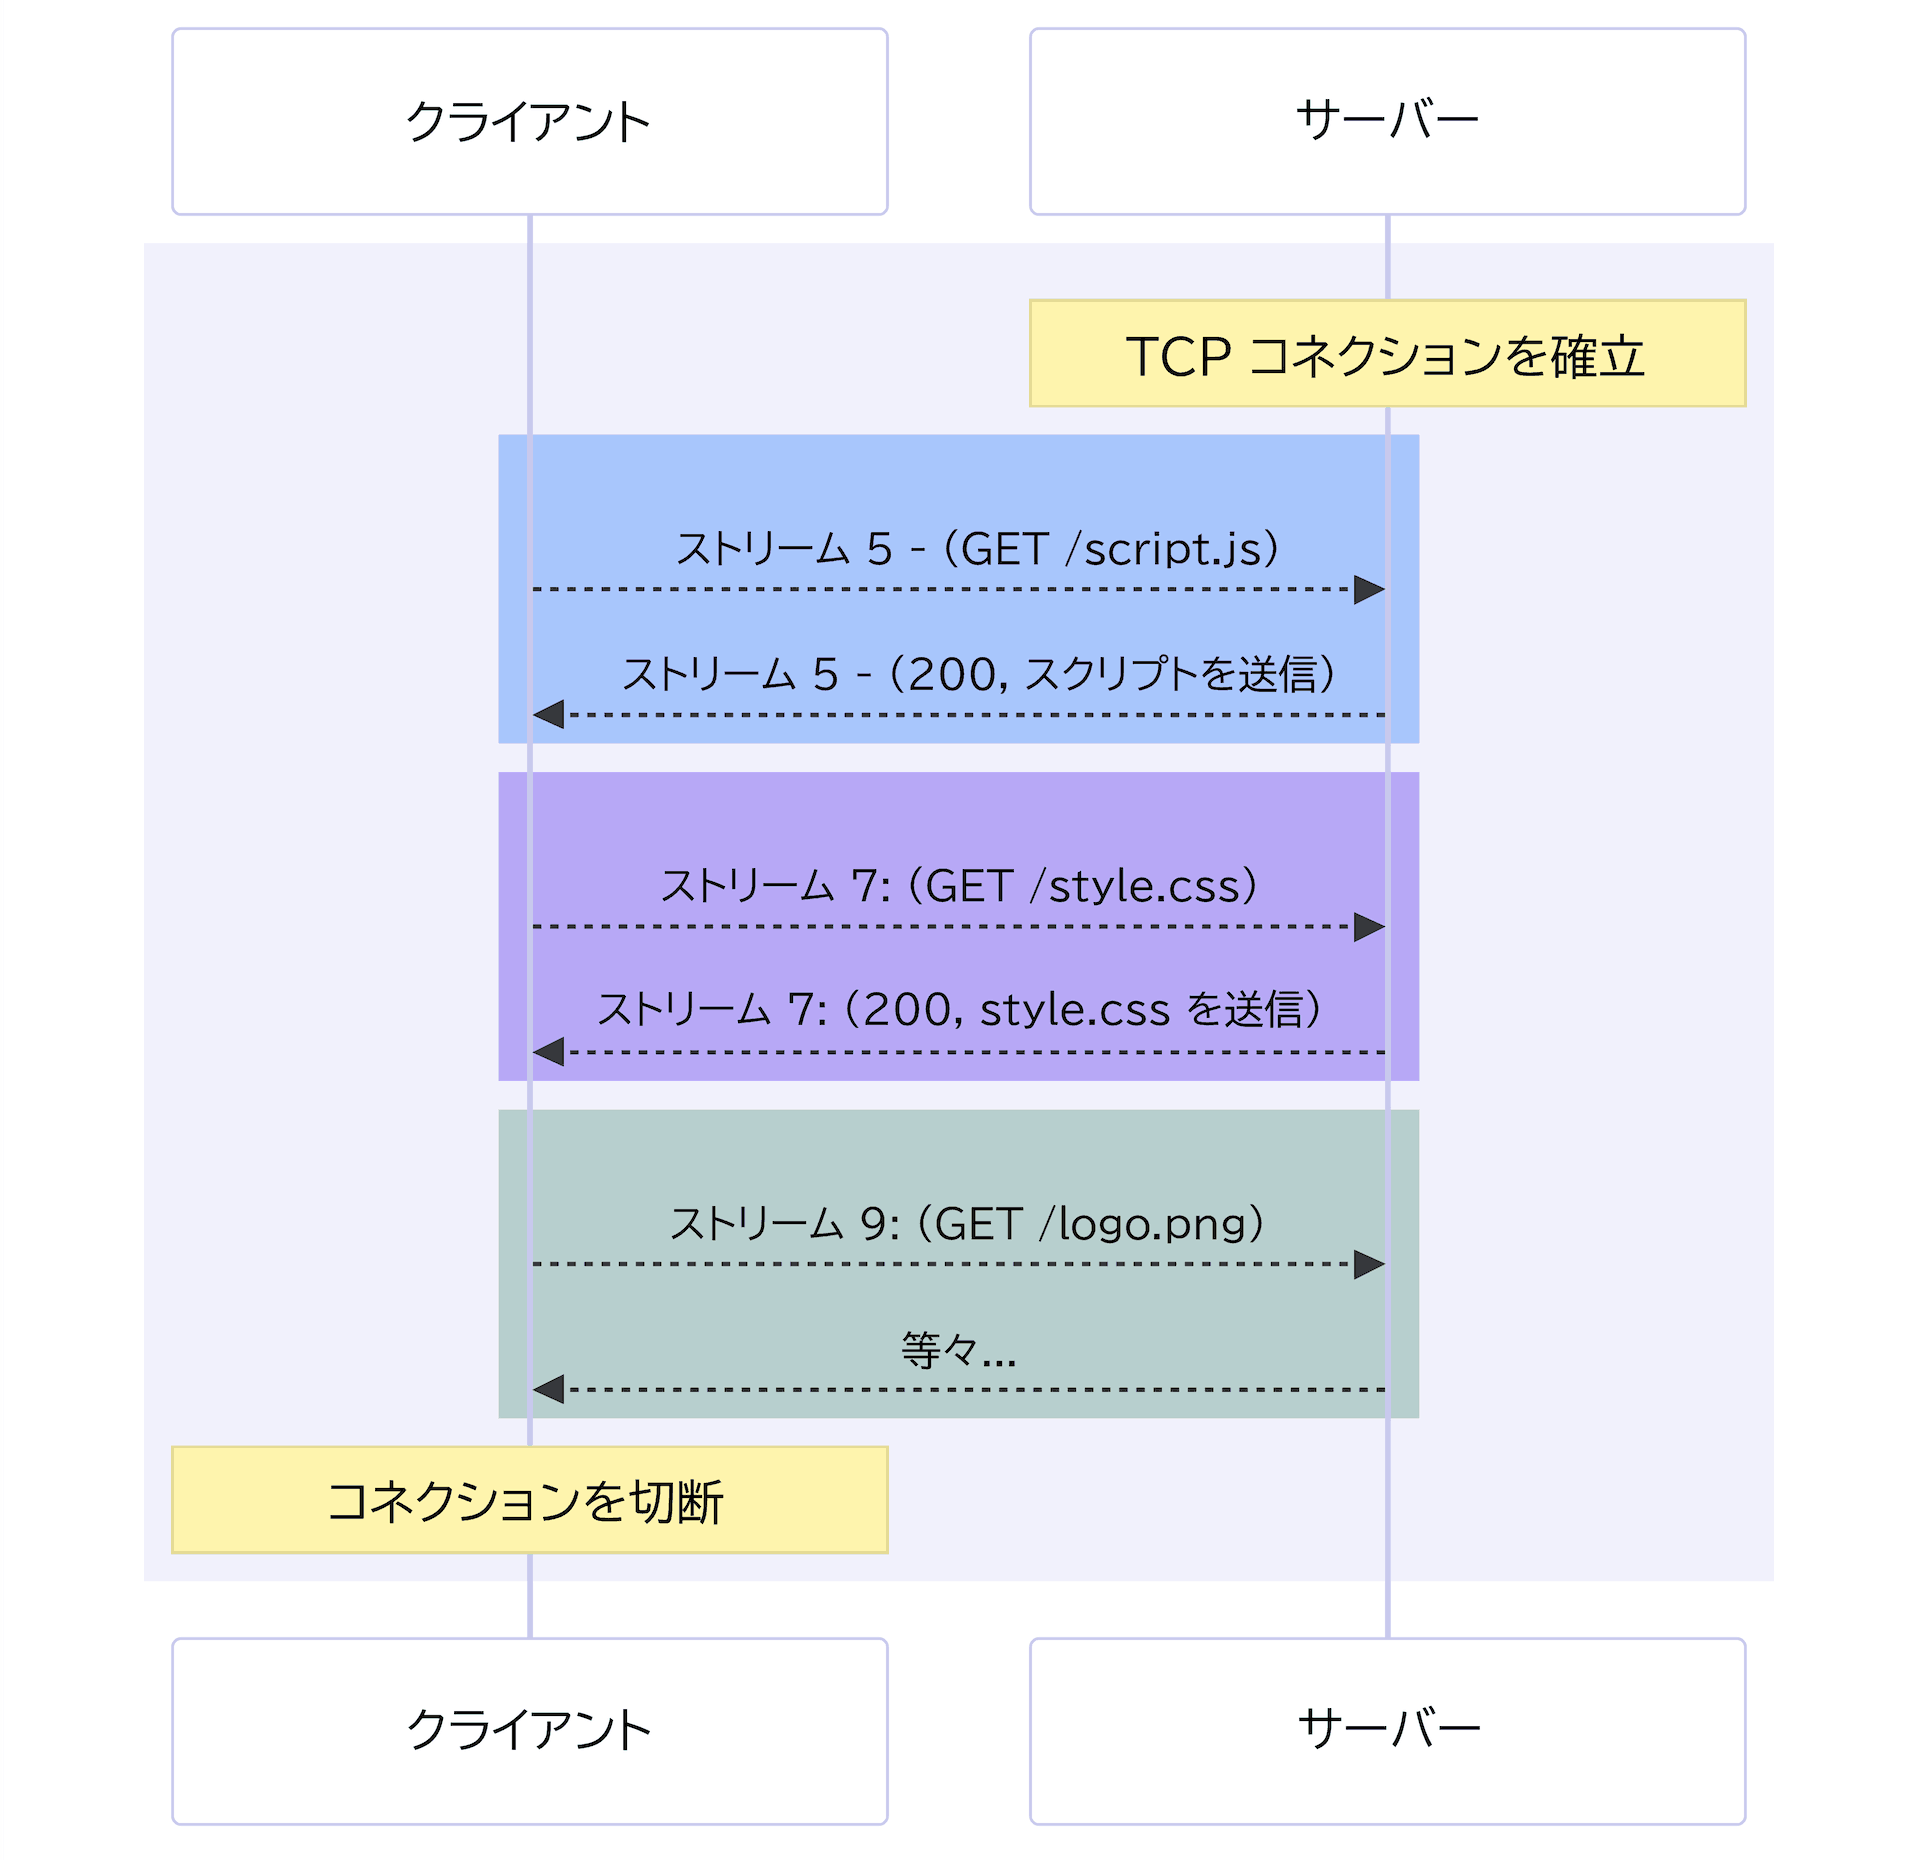 クライアント
サーバー
TCP コネクションを確立
ストリーム 5 - (GET /script.js)
ストリーム 5 - (200, スクリプトを送信)
ストリーム 7: (GET /style.css)
ストリーム 7: (200, style.css を送信)
ストリーム 9: (GET /logo.png)
等々...
コネクションを切断
クライアント
サーバー